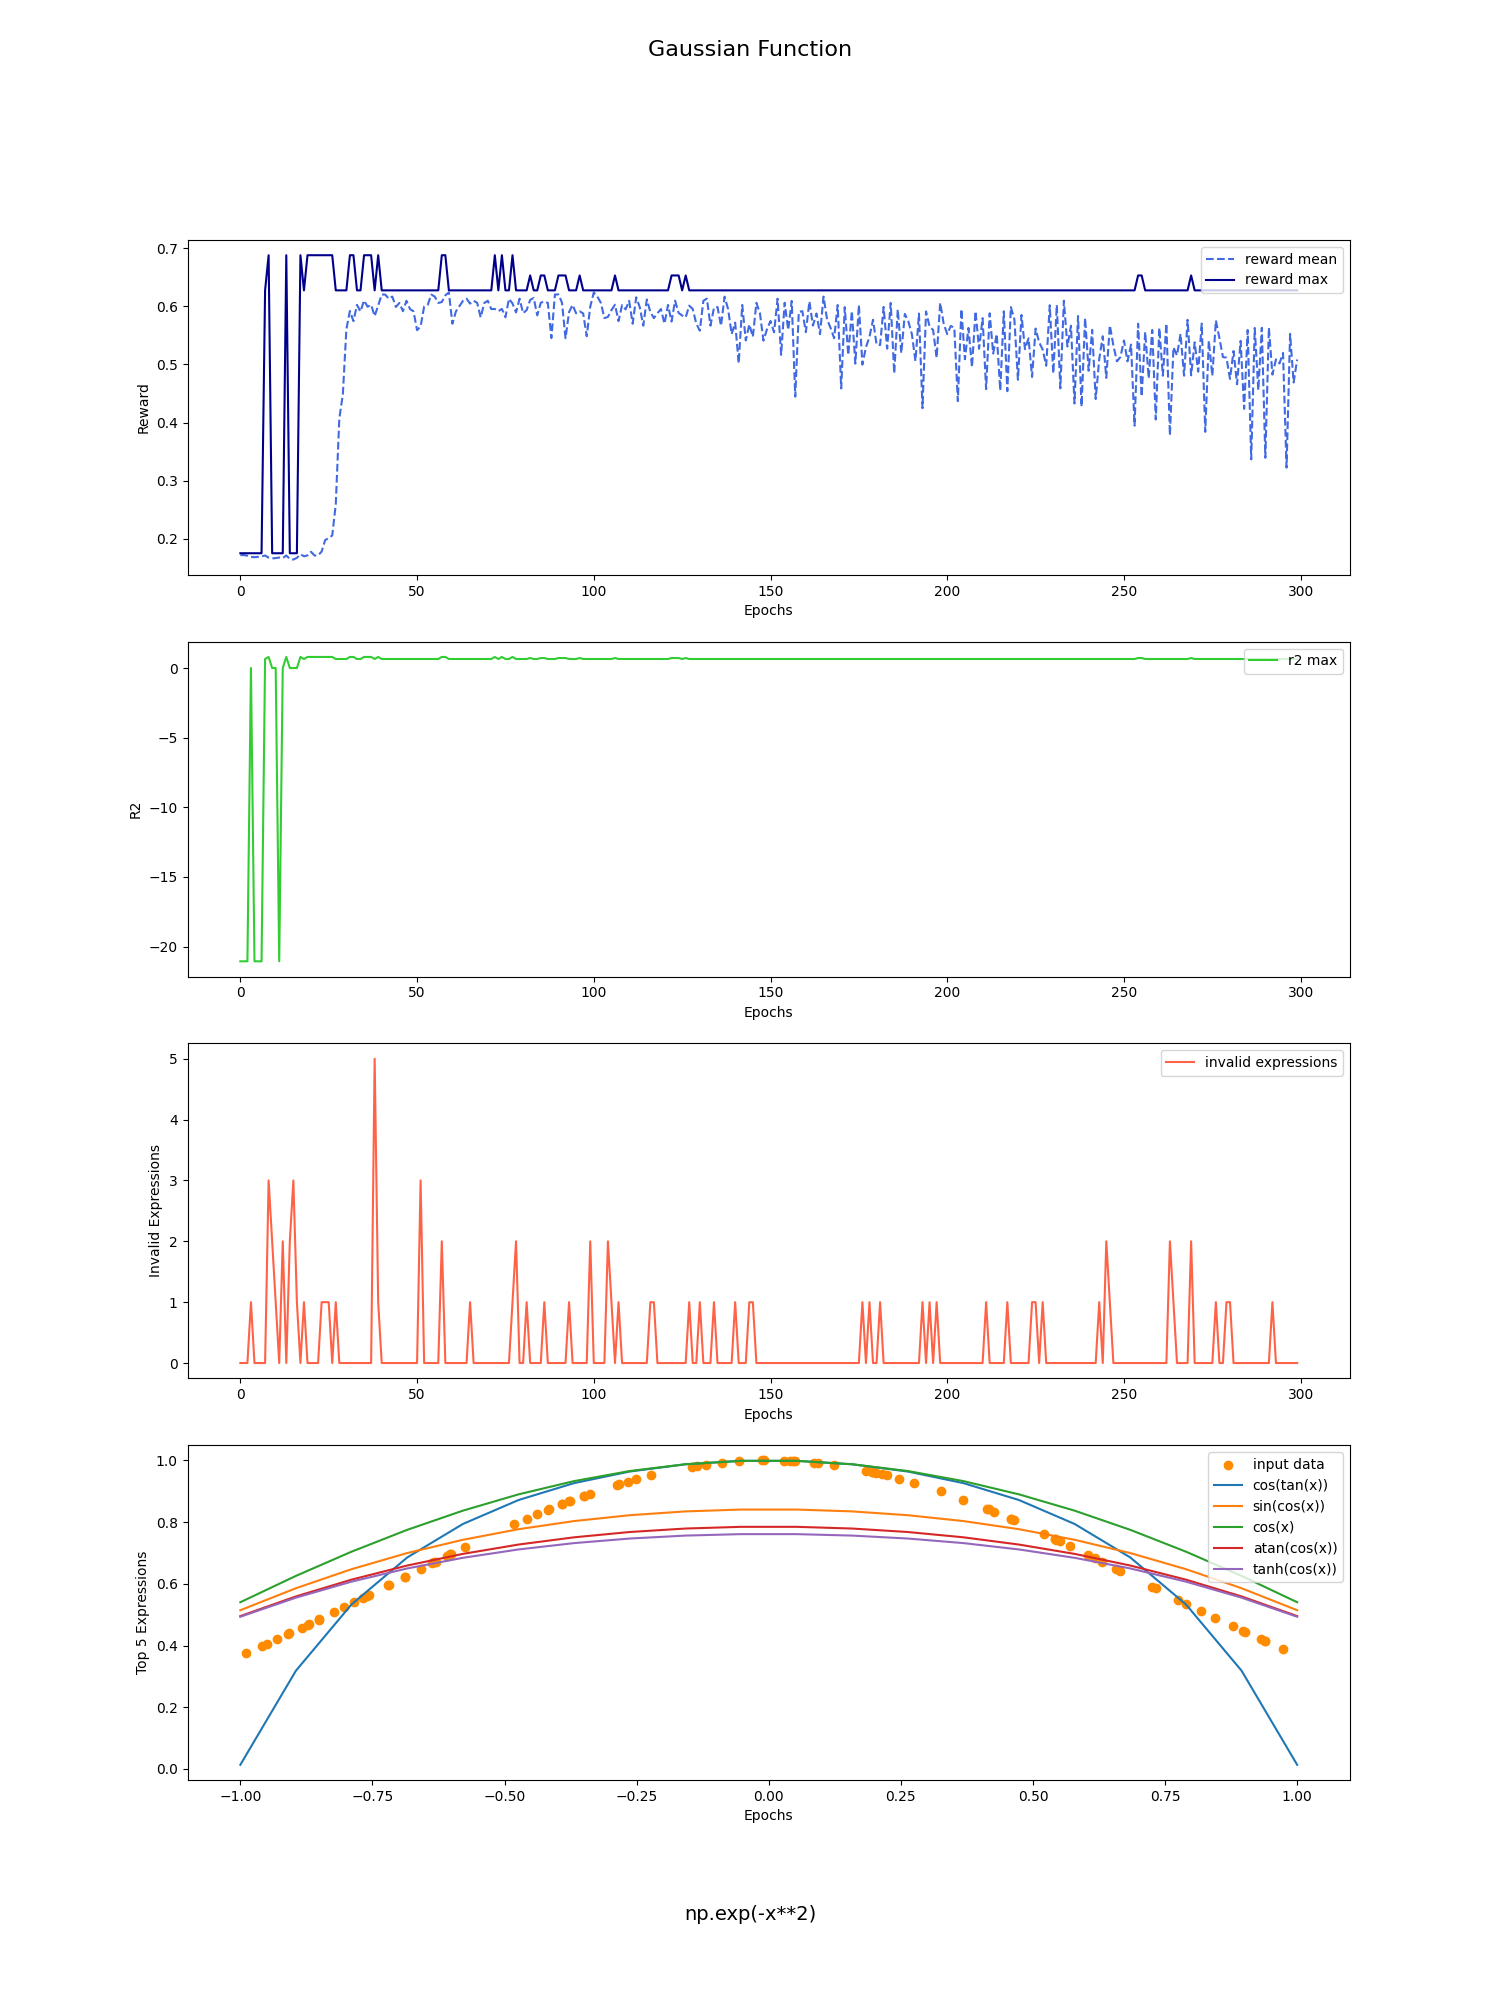 Gaussian Function
0.7
0.6
0.5
0.4
0.3
0.2
Reward
reward mean
reward max
0 50 100 150 200 250 300
Epochs
0
−5
−10
−15
−20
R2
r2 max
0 50 100 150 200 250 300
Epochs
5
4
3
2
1
0
Invalid Expressions
invalid expressions
0 50 100 150 200 250 300
Epochs
1.0
0.8
0.6
0.4
0.2
0.0
Top 5 Expressions
input data
cos(tan(x))
sin(cos(x))
cos(x)
atan(cos(x))
tanh(cos(x))
−1.00 −0.75 −0.50 −0.25 0.00 0.25 0.50 0.75 1.00
Epochs
np.exp(-x**2)